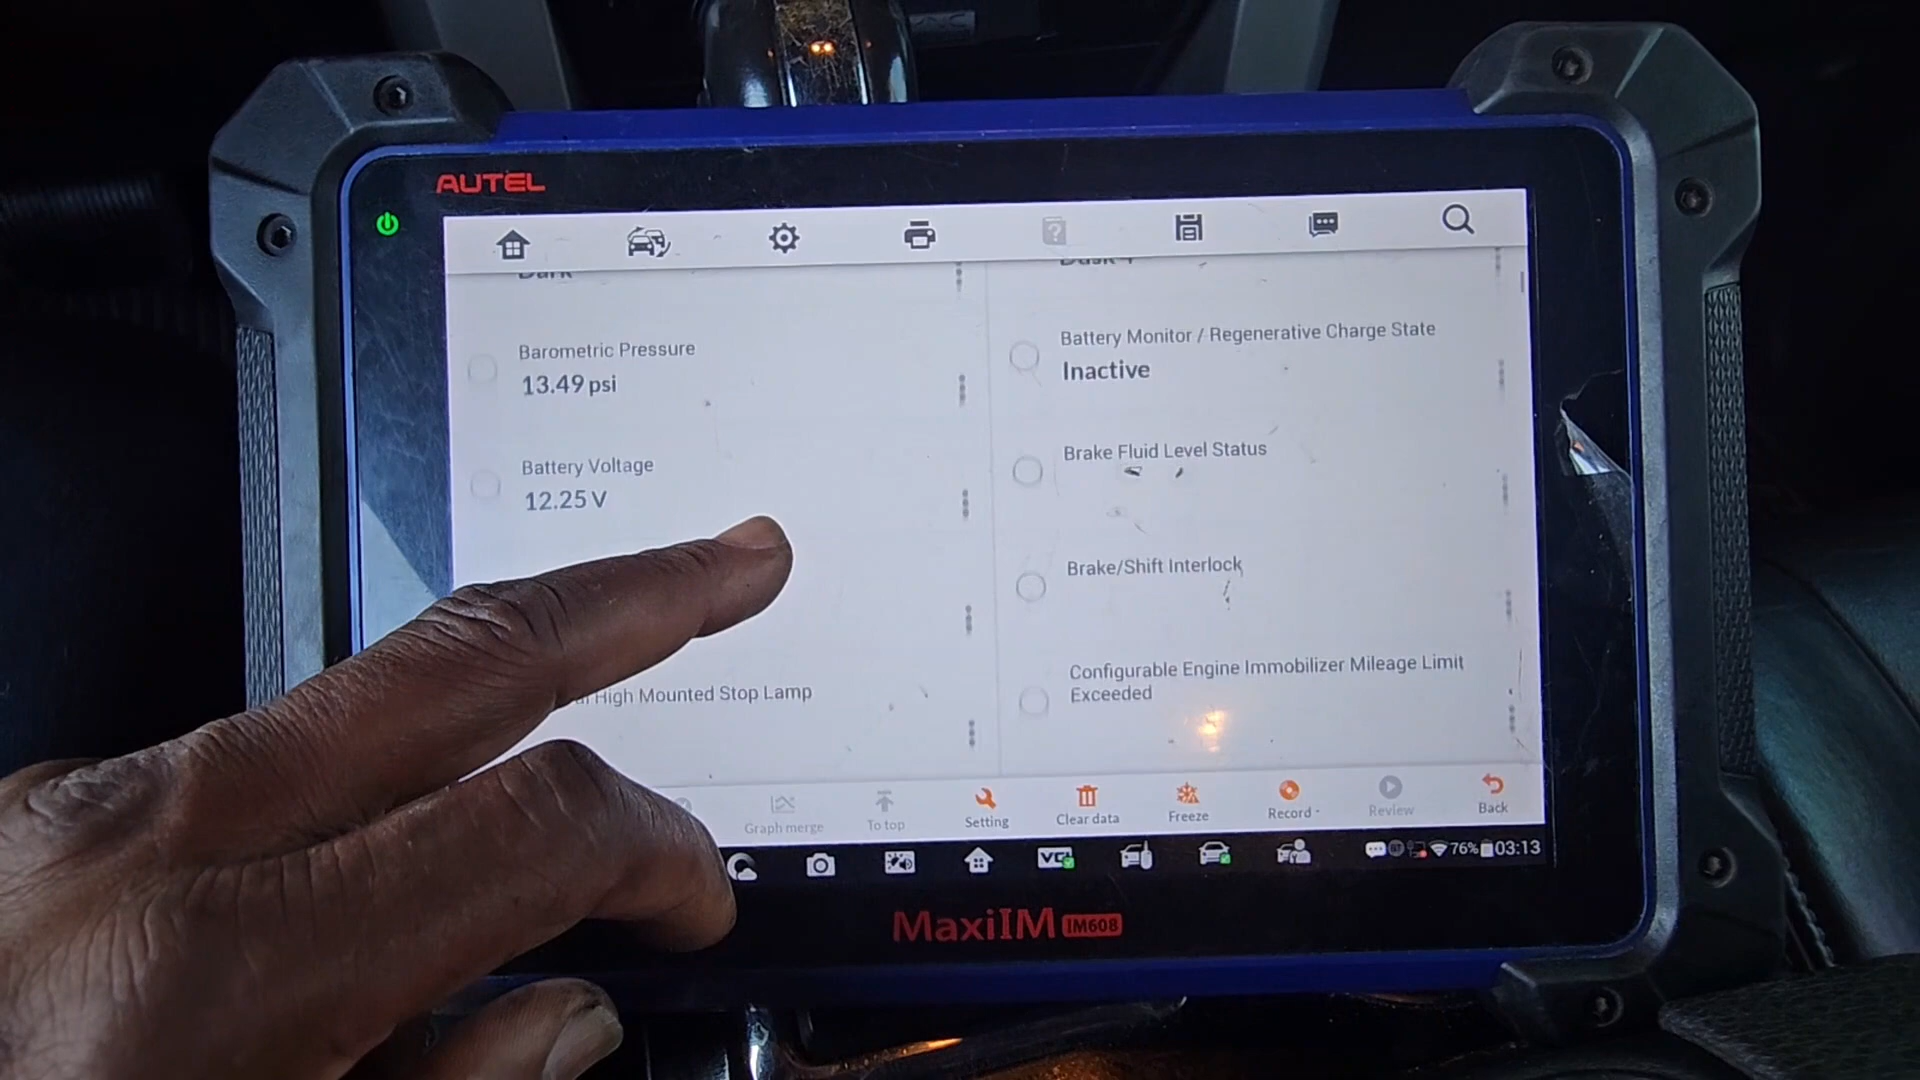 AUTEL
Dark
Barometric Pressure
13.49 psi
Battery Voltage
12.25 V
High Mounted Stop Lamp
Battery Monitor / Regenerative Charge State
Inactive
Brake Fluid Level Status
Brake/Shift Interlock
Configurable Engine Immobilizer Mileage Limit
Exceeded
Graph merge
To top
Setting
Clear data
Freeze
Record
Review
Back
VCI
76%
03:13
MaxiIM IM608